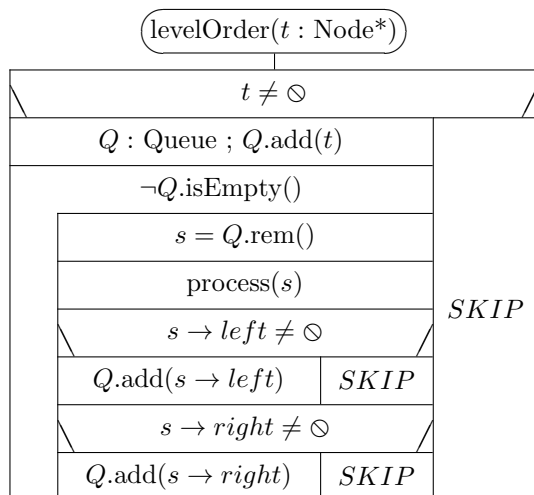 levelOrder(t : Node*)
t ≠ ⦸
Q : Queue ; Q.add(t)
¬Q.isEmpty()
s = Q.rem()
process(s)
SKIP
s → left ≠ ⦸
Q.add(s → left) SKIP
s → right ≠ ⦸
Q.add(s → right) SKIP